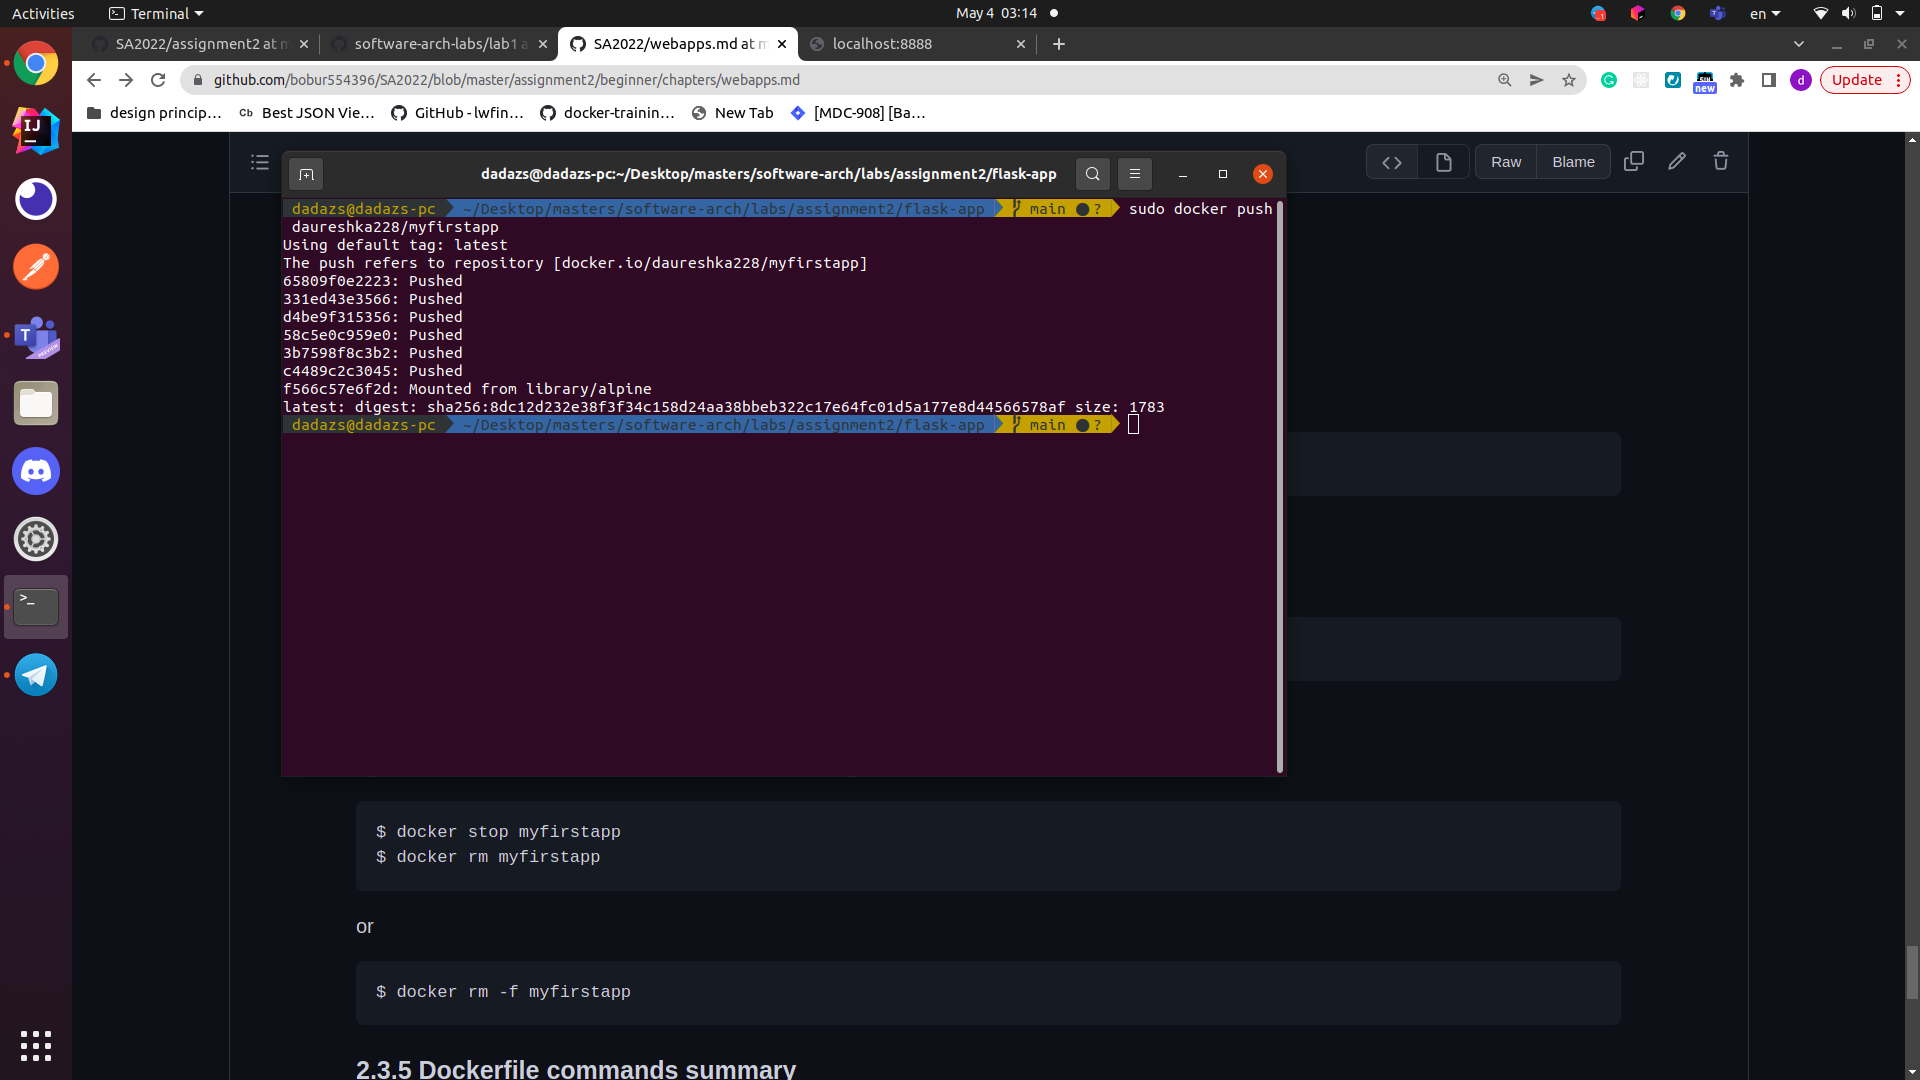 Activities Terminal May 4 03:14 en
SA2022/assignment2 at m software-arch-labs/lab1 a SA2022/webapps.md at m localhost:8888
github.com/bobur554396/SA2022/blob/master/assignment2/beginner/chapters/webapps.md new d Update
design princip… Cb Best JSON Vie… GitHub - lwfin… docker-trainin… New Tab [MDC-908] [Ba…
Raw Blame
dadazs@dadazs-pc:~/Desktop/masters/software-arch/labs/assignment2/flask-app
dadazs@dadazs-pc ~/Desktop/masters/software-arch/labs/assignment2/flask-app main ●? sudo docker push
daureshka228/myfirstapp
Using default tag: latest
The push refers to repository [docker.io/daureshka228/myfirstapp]
65809f0e2223: Pushed
331ed43e3566: Pushed
d4be9f315356: Pushed
58c5e0c959e0: Pushed
3b7598f8c3b2: Pushed
c4489c2c3045: Pushed
f566c57e6f2d: Mounted from library/alpine
latest: digest: sha256:8dc12d232e38f3f34c158d24aa38bbeb322c17e64fc01d5a177e8d44566578af size: 1783
dadazs@dadazs-pc ~/Desktop/masters/software-arch/labs/assignment2/flask-app main ●?
$ docker stop myfirstapp
$ docker rm myfirstapp
or
$ docker rm -f myfirstapp
2.3.5 Dockerfile commands summary